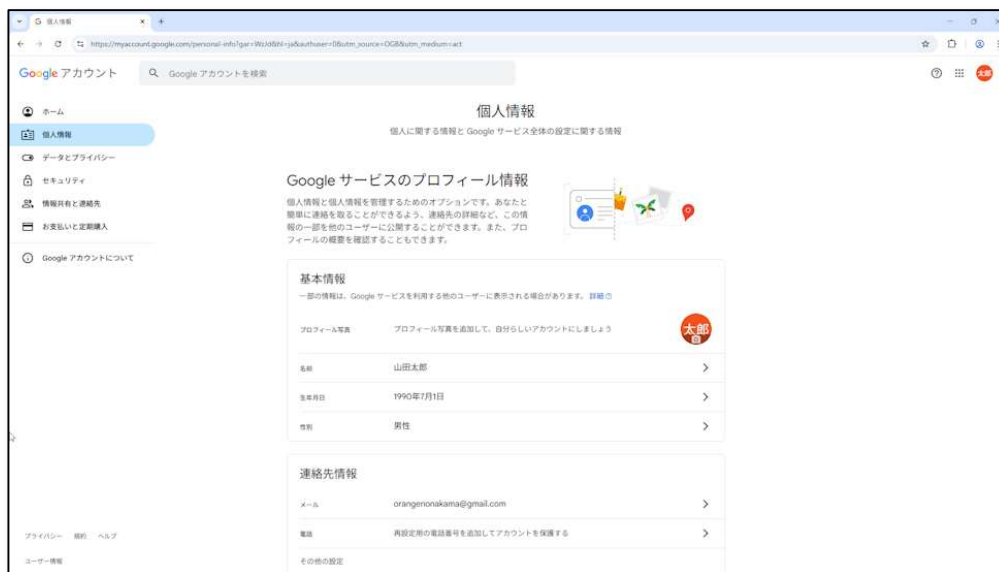 G 個人情報
https://myaccount.google.com/personal-info?gar=WzJd&hl=ja&authuser=0&utm_source=OGB&utm_medium=act
Google アカウント
Google アカウントを検索
太郎
ホーム
個人情報
データとプライバシー
セキュリティ
情報共有と連絡先
お支払いと定期購入
Google アカウントについて
個人情報
個人に関する情報と Google サービス全体の設定に関する情報
Google サービスのプロフィール情報
個人情報と個人情報を管理するためのオプションです。あなたと
簡単に連絡を取ることができるよう、連絡先の詳細など、この情
報の一部を他のユーザーに公開することができます。また、プロ
フィールの概要を確認することもできます。
基本情報
一部の情報は、Google サービスを利用する他のユーザーに表示される場合があります。 詳細
プロフィール写真 プロフィール写真を追加して、自分らしいアカウントにしましょう 太郎
名前 山田太郎
生年月日 1990年7月1日
性別 男性
連絡先情報
メール orangenonakama@gmail.com
電話 再設定用の電話番号を追加してアカウントを保護する
その他の設定
プライバシー 規約 ヘルプ
ユーザー情報